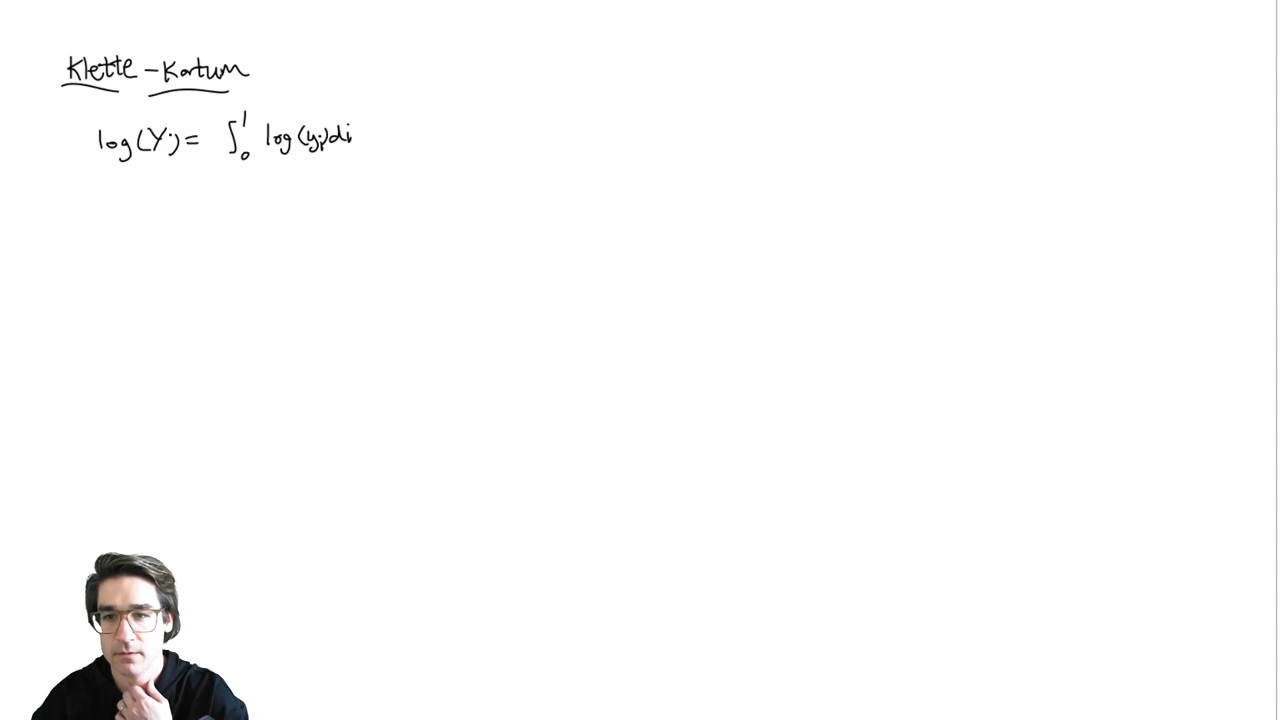 Klette - Kortum
log(Y) = ∫₀¹ log(yᵢ)di